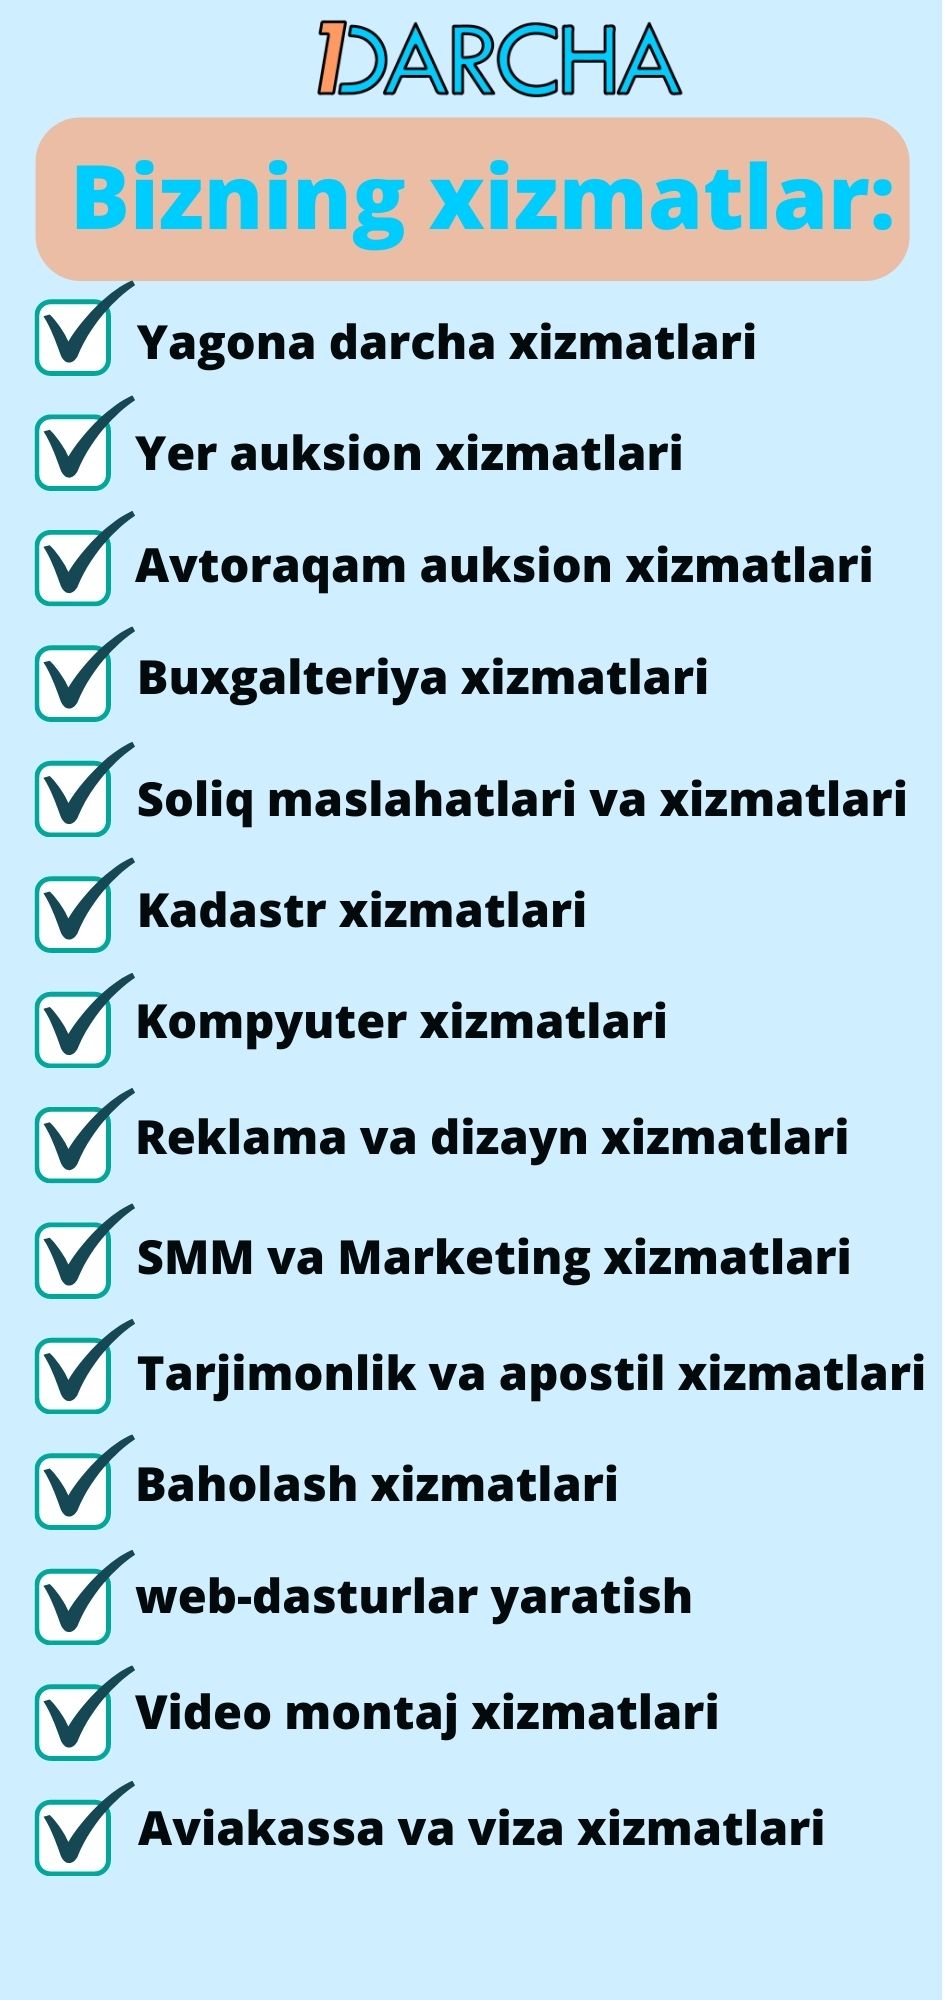 1DARCHA
Bizning xizmatlar:
Yagona darcha xizmatlari
Yer auksion xizmatlari
Avtoraqam auksion xizmatlari
Buxgalteriya xizmatlari
Soliq maslahatlari va xizmatlari
Kadastr xizmatlari
Kompyuter xizmatlari
Reklama va dizayn xizmatlari
SMM va Marketing xizmatlari
Tarjimonlik va apostil xizmatlari
Baholash xizmatlari
web-dasturlar yaratish
Video montaj xizmatlari
Aviakassa va viza xizmatlari